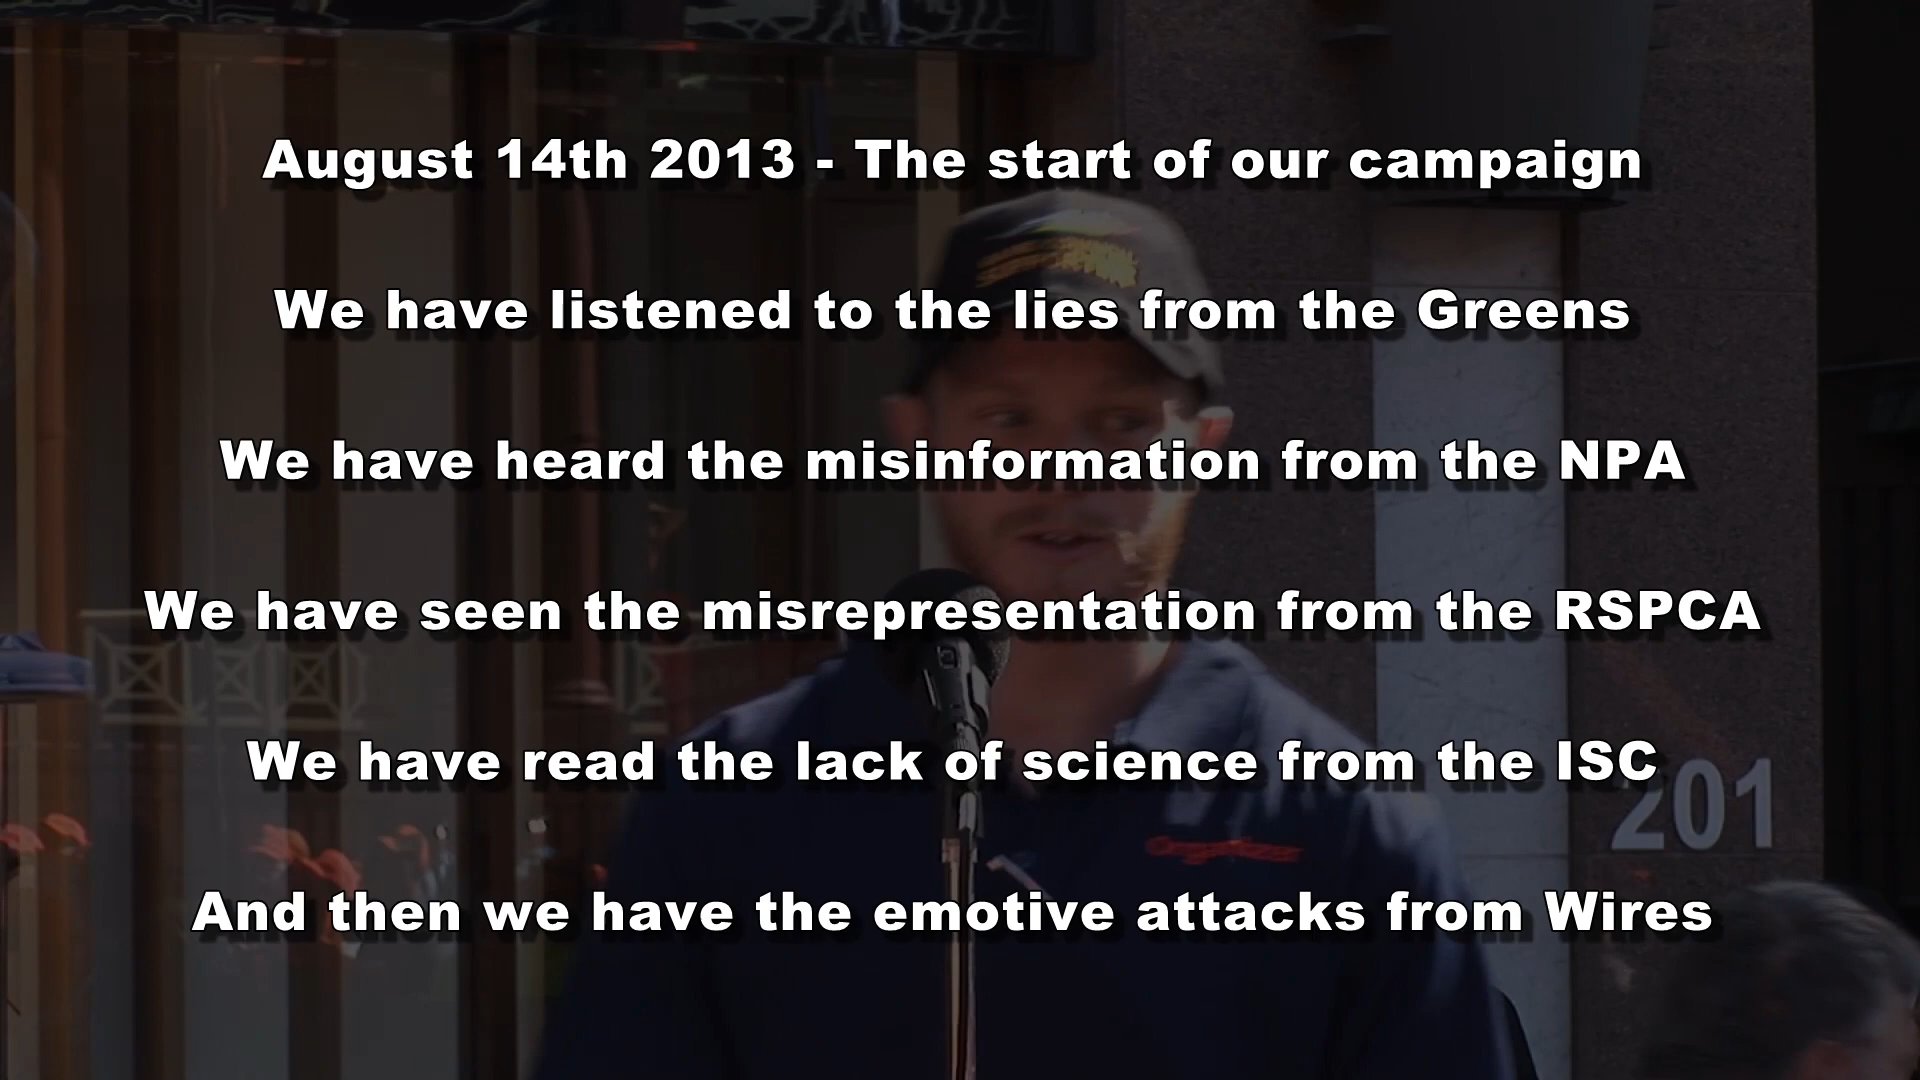 August 14th 2013 - The start of our campaign
We have listened to the lies from the Greens
We have heard the misinformation from the NPA
We have seen the misrepresentation from the RSPCA
We have read the lack of science from the ISC
201
And then we have the emotive attacks from Wires